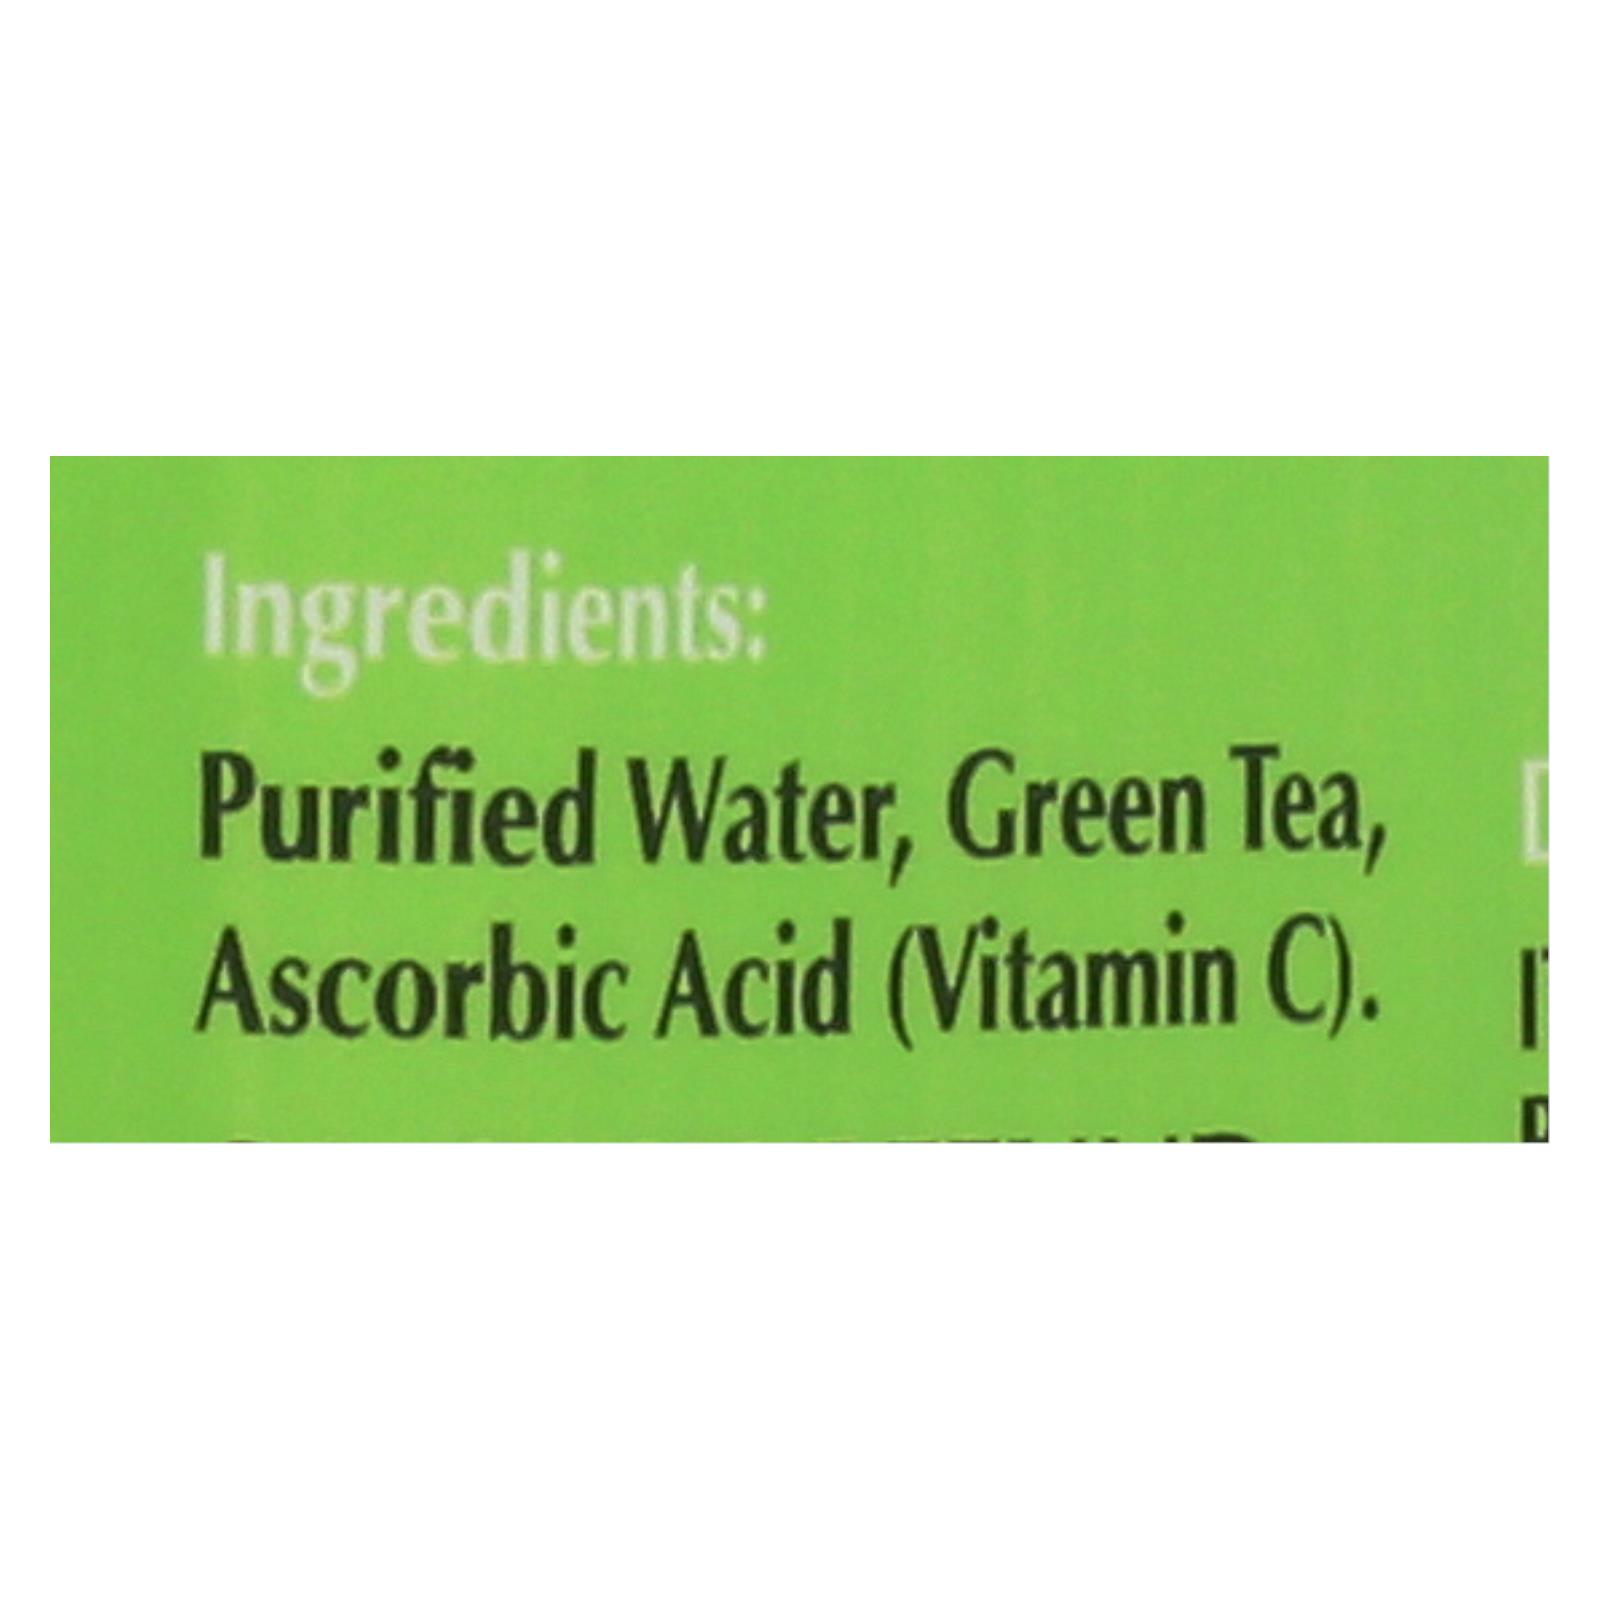 Ingredients:
Purified Water, Green Tea,
Ascorbic Acid (Vitamin C).